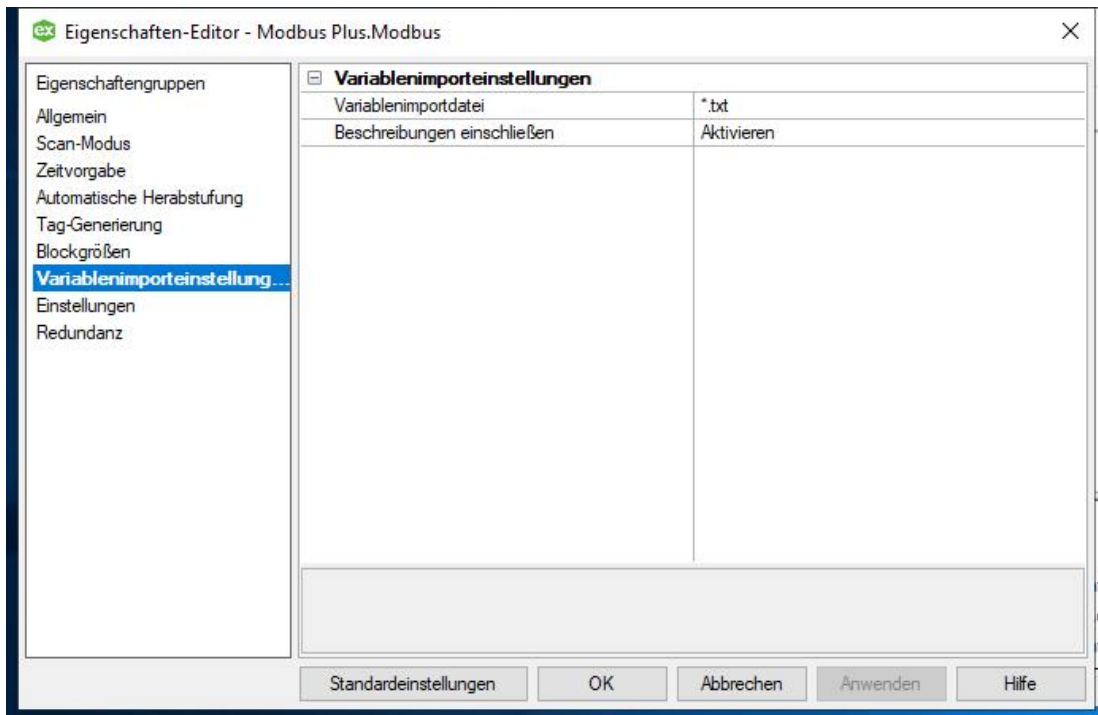 ex Eigenschaften-Editor - Modbus Plus.Modbus
Eigenschaftengruppen
Allgemein
Scan-Modus
Zeitvorgabe
Automatische Herabstufung
Tag-Generierung
Blockgrößen
Variablenimporteinstellung...
Einstellungen
Redundanz
Variablenimporteinstellungen
Variablenimportdatei *.txt
Beschreibungen einschließen Aktivieren
Standardeinstellungen OK Abbrechen Anwenden Hilfe